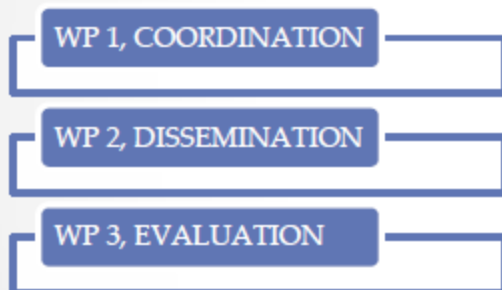 WP 1, COORDINATION
WP 2, DISSEMINATION
WP 3, EVALUATION